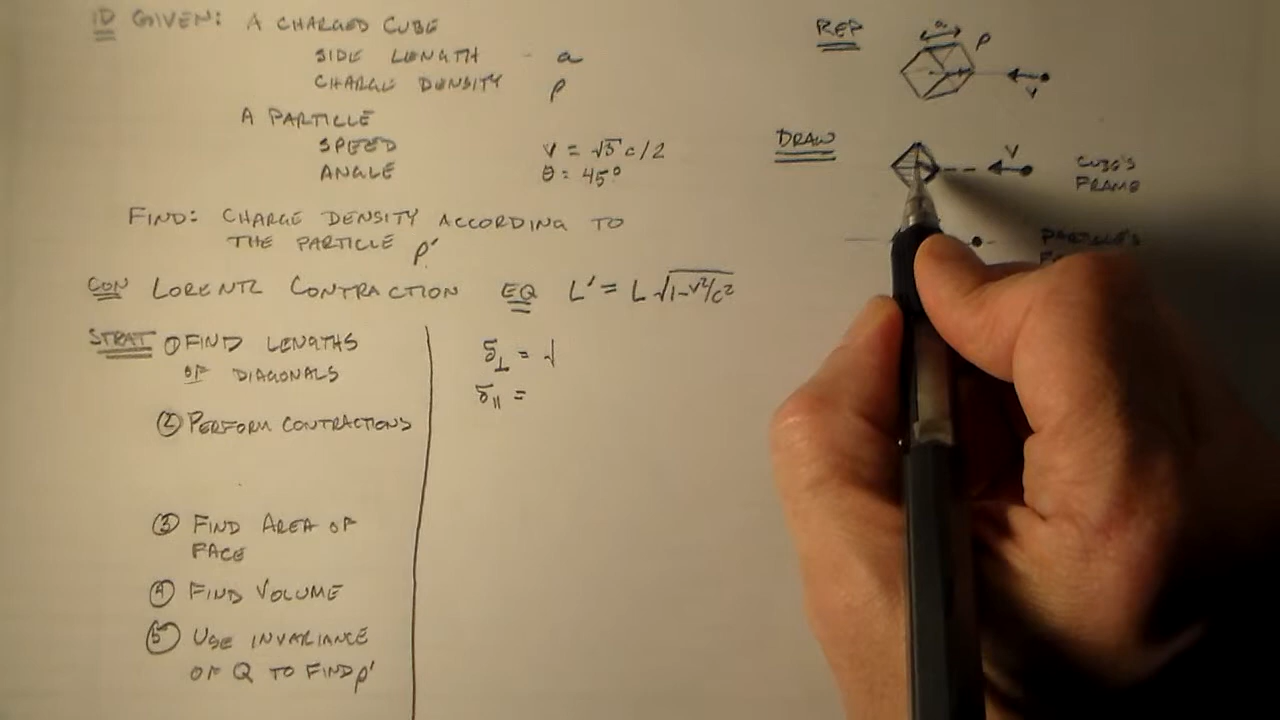 ID GIVEN: A CHARGED CUBE
SIDE LENGTH - a
CHARGE DENSITY ρ
A PARTICLE
SPEED v = √3 c/2
ANGLE θ = 45°
FIND: CHARGE DENSITY ACCORDING TO
THE PARTICLE ρ'
CON LORENTZ CONTRACTION EQ L' = L √1-v²/c²
STRAT ① FIND LENGTHS
OF DIAGONALS
② PERFORM CONTRACTIONS
③ FIND AREA OF
FACE
④ FIND VOLUME
⑤ USE INVARIANCE
OF Q TO FIND ρ'
⊥ = √
∥ =
REP
a
ρ
v
DRAW
v
CUBE'S
FRAME
PARTICLE'S